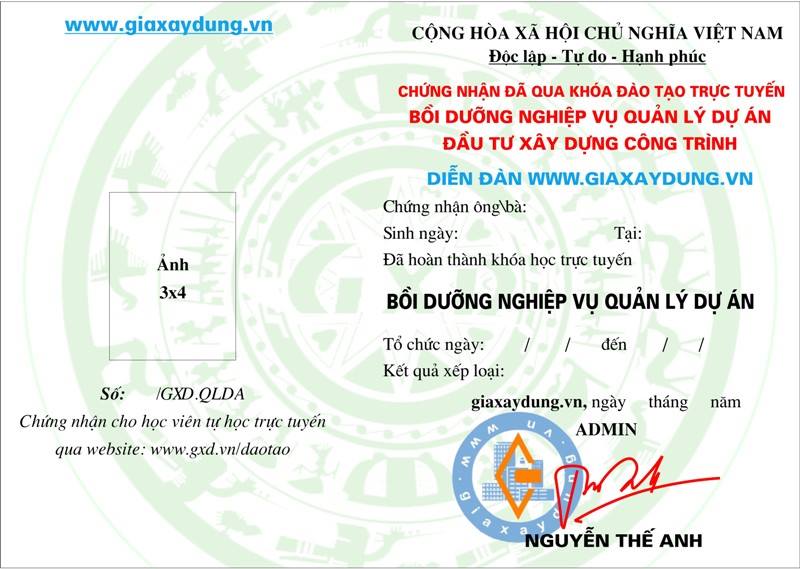 www.giaxaydung.vn
CỘNG HÒA XÃ HỘI CHỦ NGHĨA VIỆT NAM
Độc lập - Tự do - Hạnh phúc
CHỨNG NHẬN ĐÃ QUA KHÓA ĐÀO TẠO TRỰC TUYẾN
BỒI DƯỠNG NGHIỆP VỤ QUẢN LÝ DỰ ÁN
ĐẦU TƯ XÂY DỰNG CÔNG TRÌNH
DIỄN ĐÀN WWW.GIAXAYDUNG.VN
Chứng nhận ông\bà:
Sinh ngày: Tại:
Đã hoàn thành khóa học trực tuyến
BỒI DƯỠNG NGHIỆP VỤ QUẢN LÝ DỰ ÁN
Tổ chức ngày: / / đến / /
Kết quả xếp loại:
giaxaydung.vn, ngày tháng năm
ADMIN
www.giaxaydung.vn
NGUYỄN THẾ ANH
Ảnh
3x4
Số: /GXD.QLDA
Chứng nhận cho học viên tự học trực tuyến
qua website: www.gxd.vn/daotao
GXD